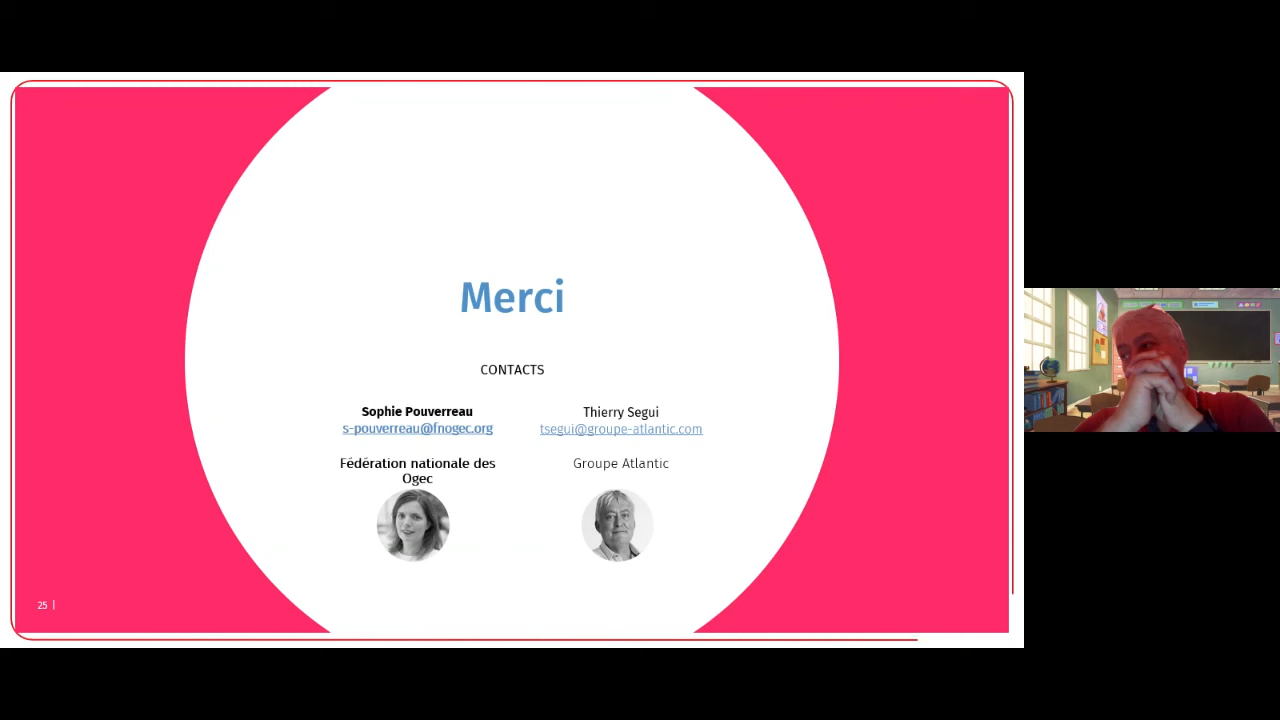 Merci
CONTACTS
Sophie Pouverreau
s-pouverreau@fnogec.org
Fédération nationale des
Ogec
Thierry Segui
tsegui@groupe-atlantic.com
Groupe Atlantic
25 |